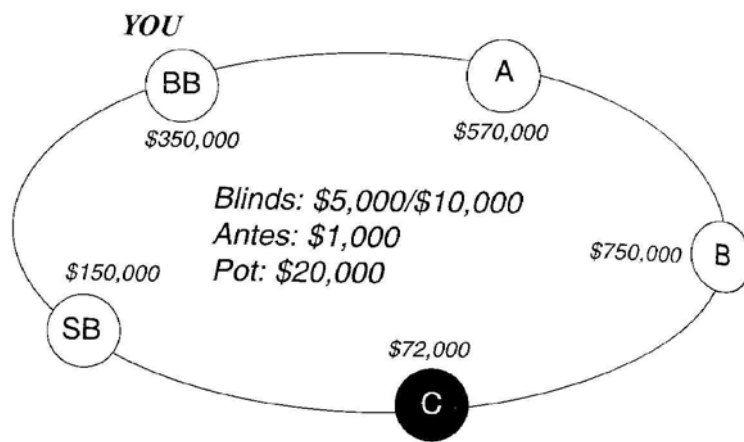 YOU
BB
A
$350,000
$570,000
Blinds: $5,000/$10,000
Antes: $1,000
Pot: $20,000
$750,000
B
$150,000
SB
$72,000
C